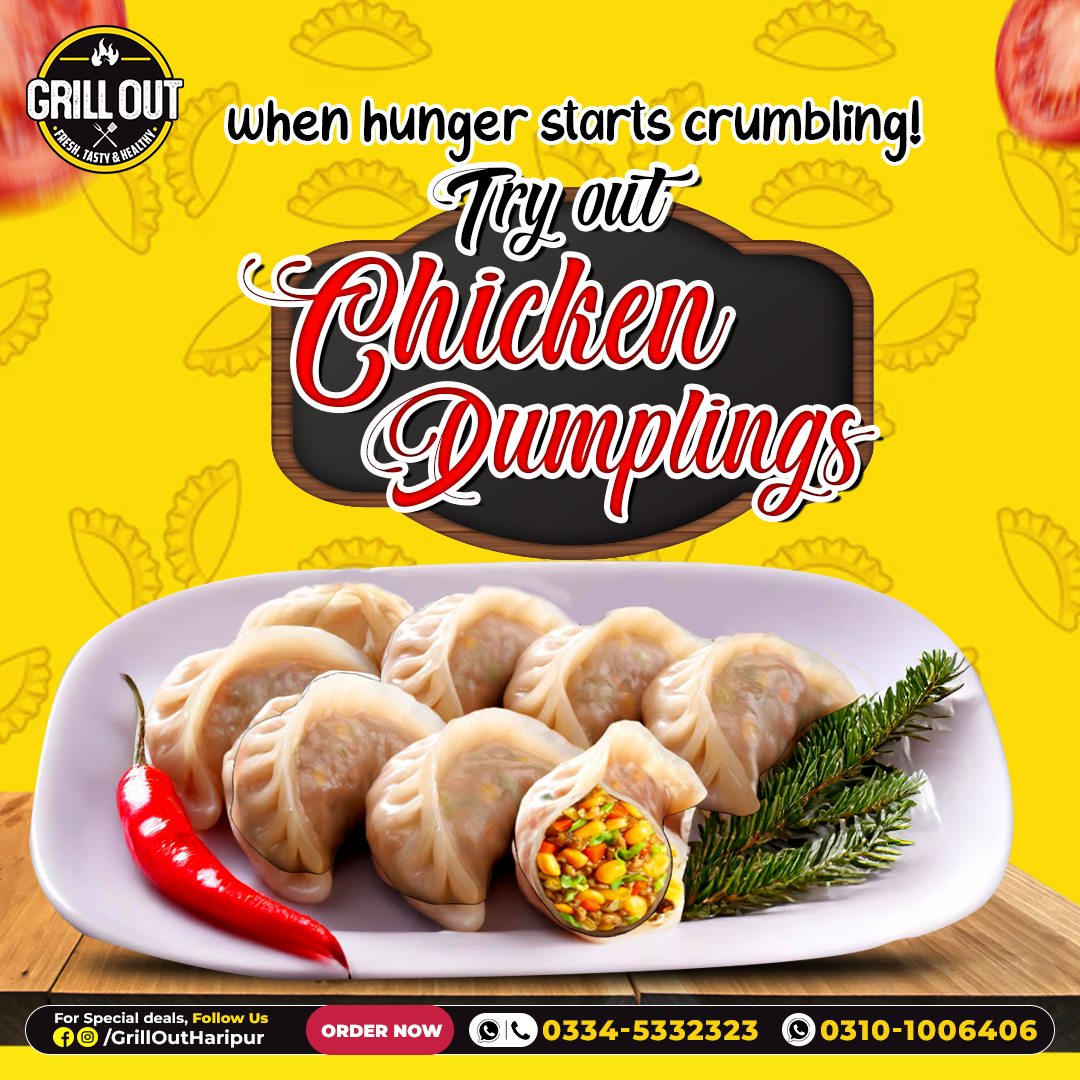 GRILL OUT
FRESH, TASTY & HEALTHY
when hunger starts crumbling!
Try out
Chicken
Dumplings
For Special deals, Follow Us
/GrillOutHaripur
ORDER NOW
0334-5332323
0310-1006406